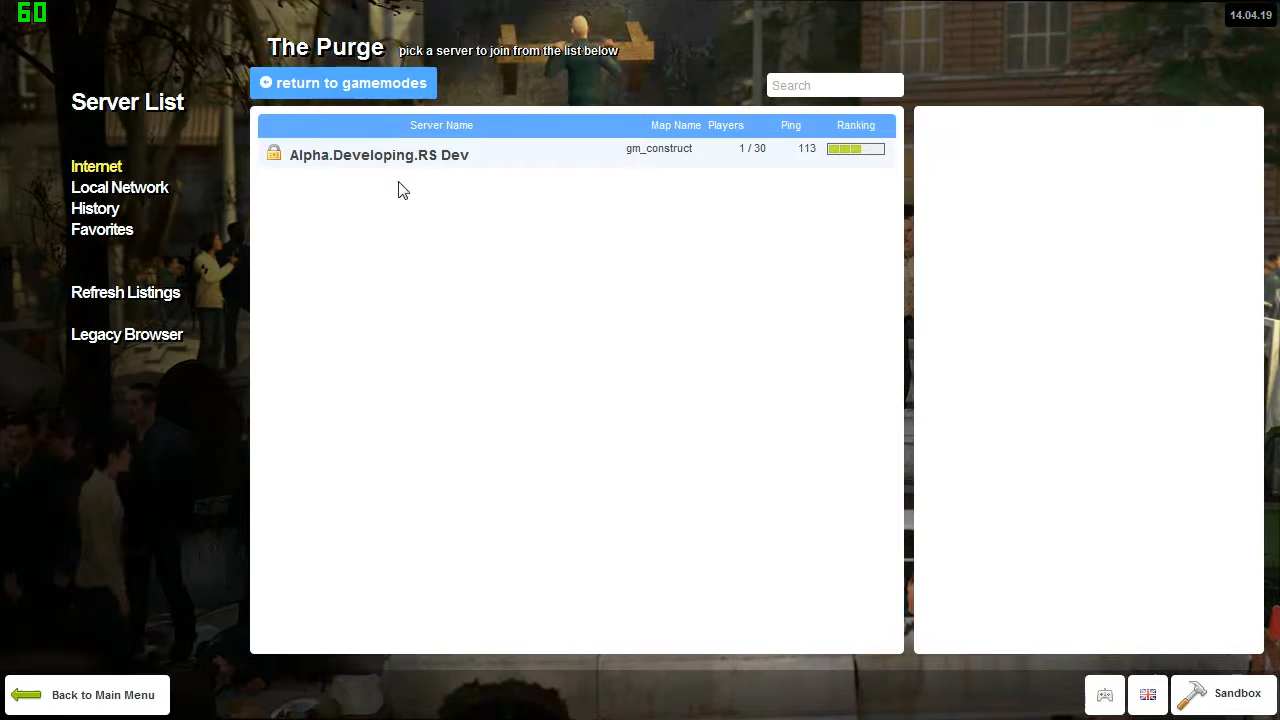 60
14.04.19
The Purge pick a server to join from the list below
return to gamemodes
Search
Server List
Internet
Local Network
History
Favorites
Refresh Listings
Legacy Browser
Server Name Map Name Players Ping Ranking
Alpha.Developing.RS Dev gm_construct 1 / 30 113
Back to Main Menu
Sandbox